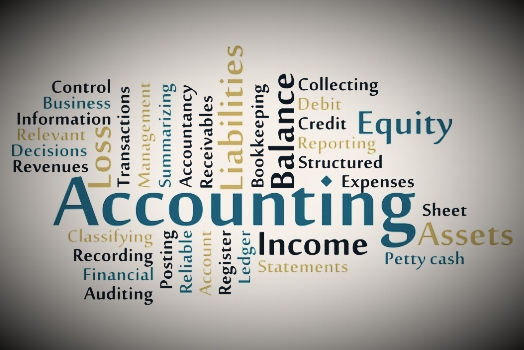 Control
Business
Information
Relevant
Decisions
Revenues
Loss
Transactions
Management
Summarizing
Accountancy
Receivables
Liabilities
Bookkeeping
Balance
Collecting
Debit
Credit
Equity
Reporting
Structured
Expenses
Accounting
Sheet
Assets
Petty cash
Classifying
Recording
Financial
Auditing
Posting
Reliable
Account
Register
Ledger
Income
Statements